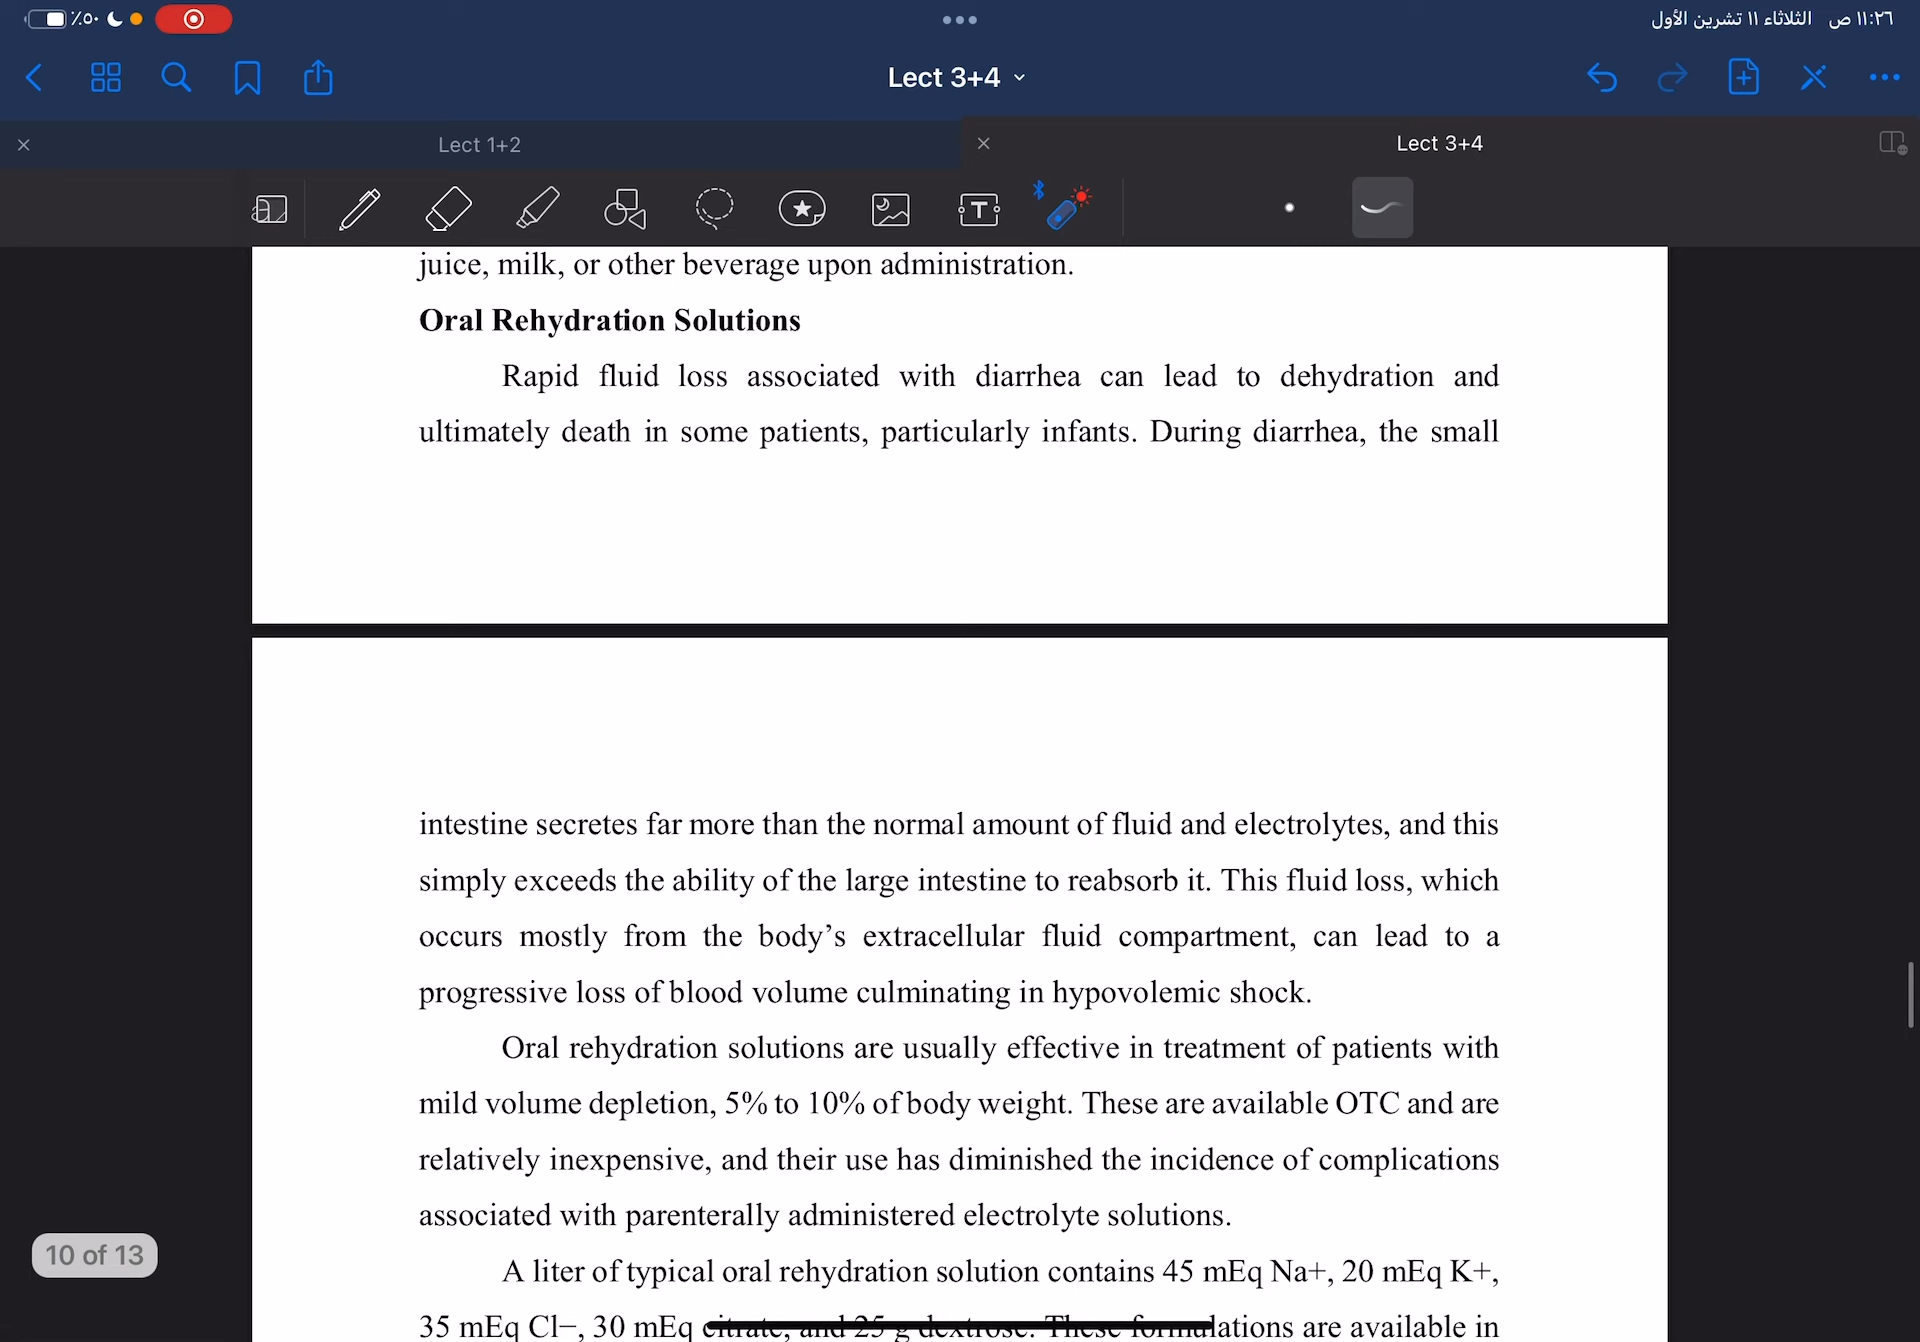 ٪٥٠
الثلاثاء ١١ تشرين الأول ١١:٢٦ ص
Lect 3+4
Lect 1+2
Lect 3+4
T
juice, milk, or other beverage upon administration.
Oral Rehydration Solutions
Rapid fluid loss associated with diarrhea can lead to dehydration and
ultimately death in some patients, particularly infants. During diarrhea, the small
intestine secretes far more than the normal amount of fluid and electrolytes, and this
simply exceeds the ability of the large intestine to reabsorb it. This fluid loss, which
occurs mostly from the body’s extracellular fluid compartment, can lead to a
progressive loss of blood volume culminating in hypovolemic shock.
Oral rehydration solutions are usually effective in treatment of patients with
mild volume depletion, 5% to 10% of body weight. These are available OTC and are
relatively inexpensive, and their use has diminished the incidence of complications
associated with parenterally administered electrolyte solutions.
A liter of typical oral rehydration solution contains 45 mEq Na+, 20 mEq K+,
35 mEq Cl−, 30 mEq citrate, and 25 g dextrose. These formulations are available in
10 of 13